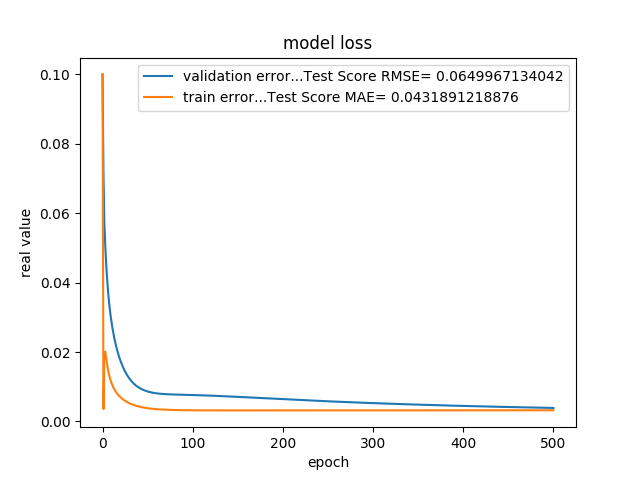 model loss
validation error...Test Score RMSE= 0.0649967134042
train error...Test Score MAE= 0.0431891218876
real value
0.10
0.08
0.06
0.04
0.02
0.00
0 100 200 300 400 500
epoch